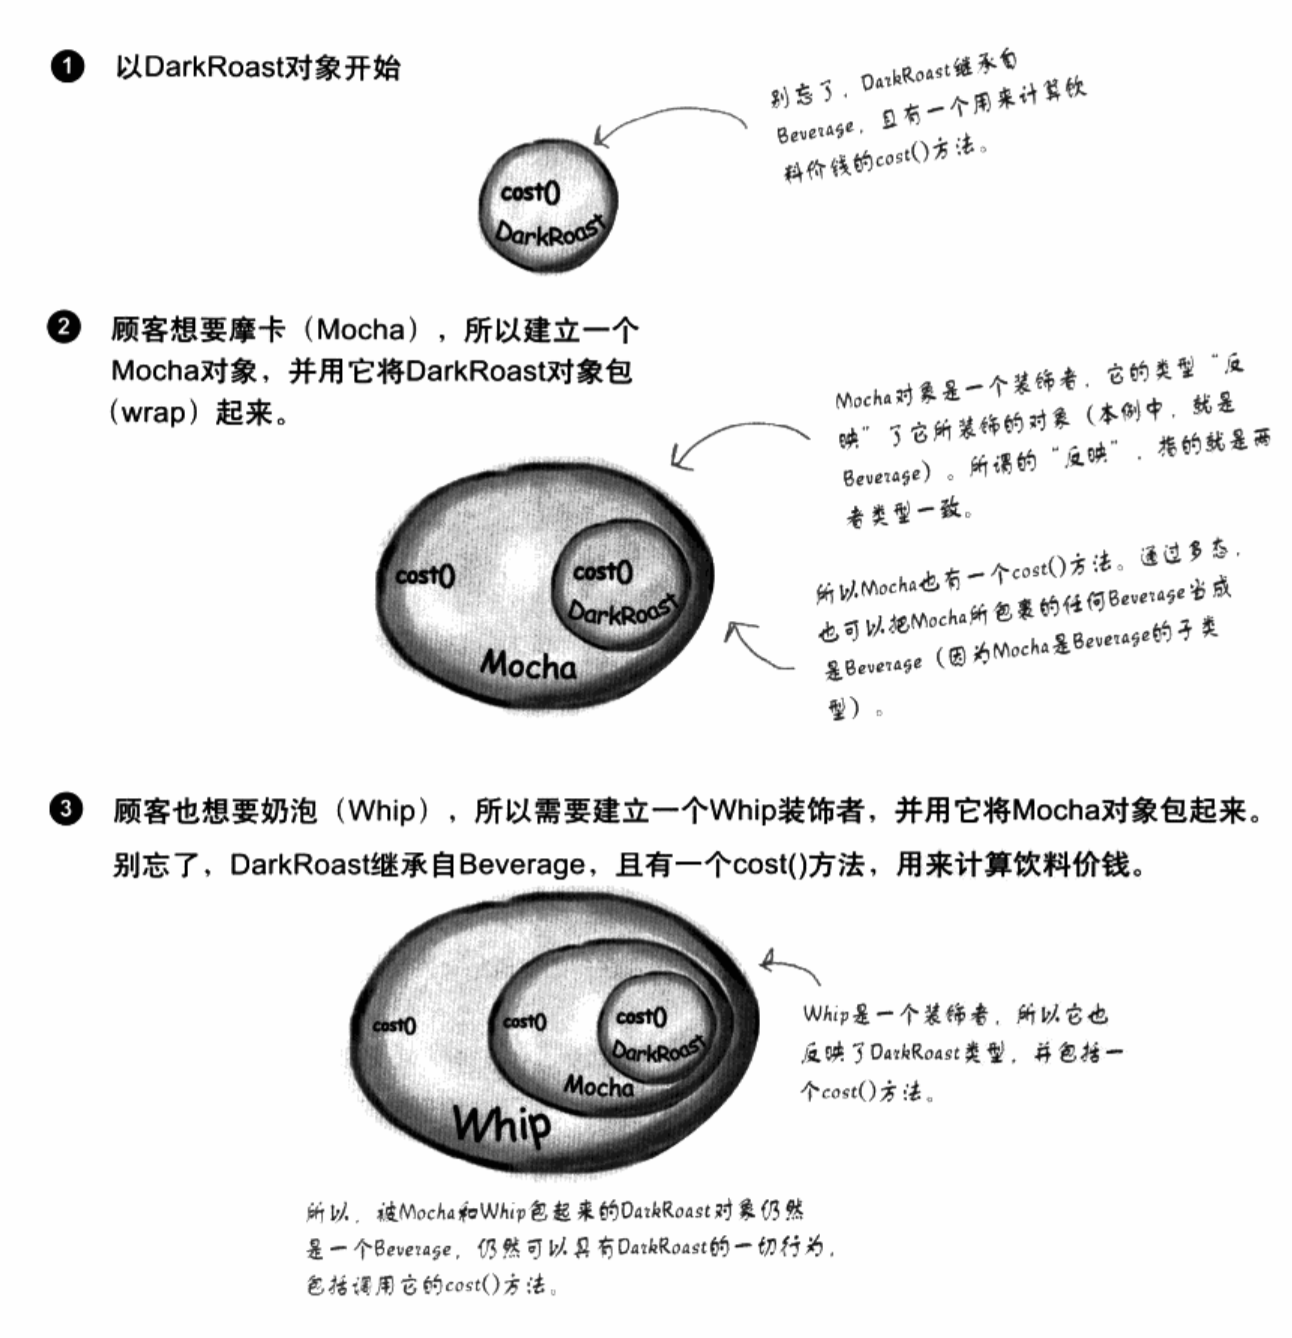 1 以DarkRoast对象开始
别忘了，DarkRoast继承自
Beverage，且有一个用来计算饮
料价钱的cost()方法。
cost()
DarkRoast
2 顾客想要摩卡（Mocha），所以建立一个
Mocha对象，并用它将DarkRoast对象包
（wrap）起来。
Mocha对象是一个装饰者，它的类型“反
映”了它所装饰的对象（本例中，就是
Beverage）。所谓的“反映”，指的就是两
者类型一致。
cost()
cost()
DarkRoast
Mocha
所以Mocha也有一个cost()方法。通过多态，
也可以把Mocha所包裹的任何Beverage当成
是Beverage（因为Mocha是Beverage的子类
型）。
3 顾客也想要奶泡（Whip），所以需要建立一个Whip装饰者，并用它将Mocha对象包起来。
别忘了，DarkRoast继承自Beverage，且有一个cost()方法，用来计算饮料价钱。
cost()
cost()
cost()
DarkRoast
Mocha
Whip
Whip是一个装饰者，所以它也
反映了DarkRoast类型，并包括一
个cost()方法。
所以，被Mocha和Whip包起来的DarkRoast对象仍然
是一个Beverage，仍然可以具有DarkRoast的一切行为，
包括调用它的cost()方法。